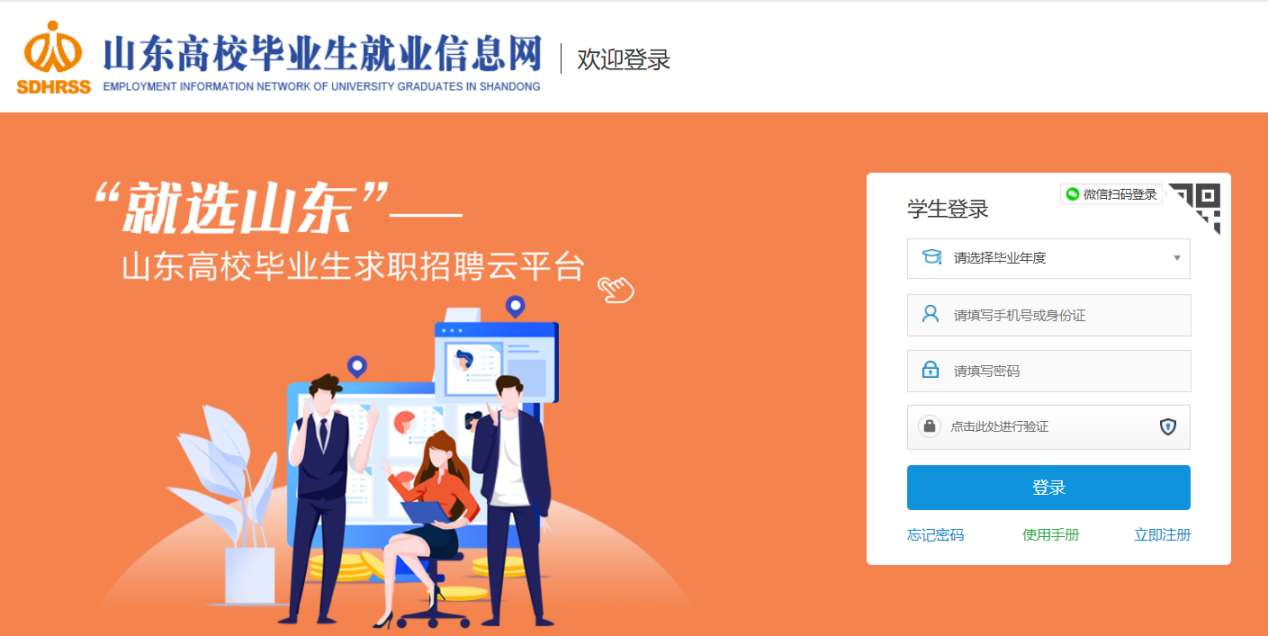 山东高校毕业生就业信息网
欢迎登录
SDHRSS
EMPLOYMENT INFORMATION NETWORK OF UNIVERSITY GRADUATES IN SHANDONG
“就选山东”——
山东高校毕业生求职招聘云平台
微信扫码登录
学生登录
请选择毕业年度
请填写手机号或身份证
请填写密码
点击此处进行验证
登录
忘记密码
使用手册
立即注册